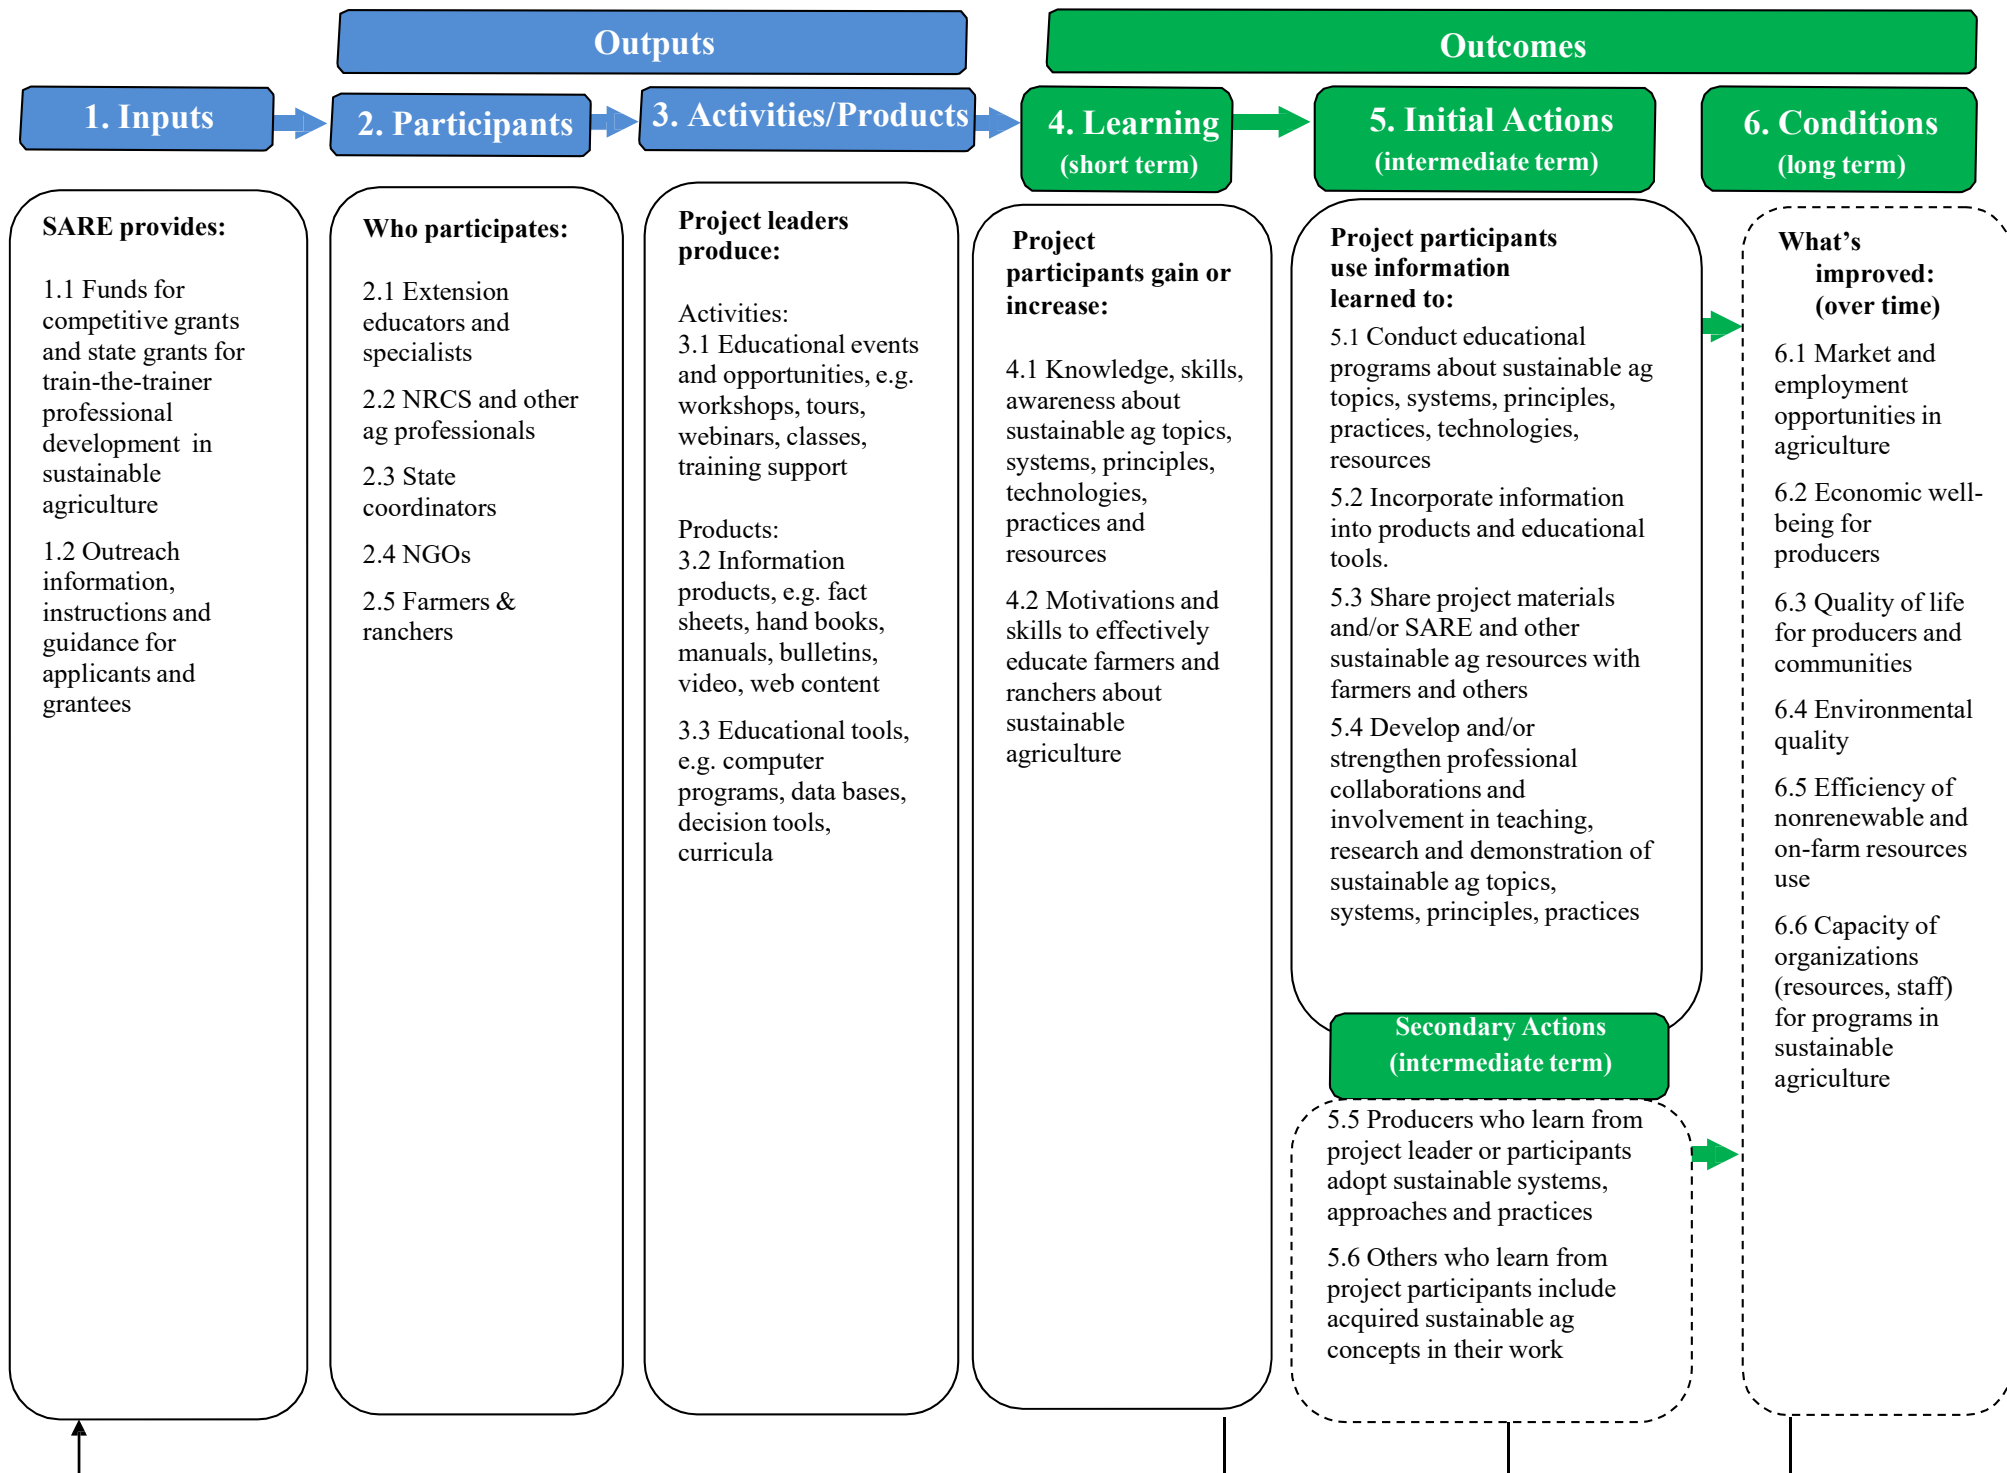 Outputs
Outcomes
1. Inputs
2. Participants
3. Activities/Products
4. Learning
(short term)
5. Initial Actions
(intermediate term)
6. Conditions
(long term)
SARE provides:
1.1 Funds for
competitive grants
and state grants for
train-the-trainer
professional
development in
sustainable
agriculture
1.2 Outreach
information,
instructions and
guidance for
applicants and
grantees
Who participates:
2.1 Extension
educators and
specialists
2.2 NRCS and other
ag professionals
2.3 State
coordinators
2.4 NGOs
2.5 Farmers &
ranchers
Project leaders
produce:
Activities:
3.1 Educational events
and opportunities, e.g.
workshops, tours,
webinars, classes,
training support
Products:
3.2 Information
products, e.g. fact
sheets, hand books,
manuals, bulletins,
video, web content
3.3 Educational tools,
e.g. computer
programs, data bases,
decision tools,
curricula
Project
participants gain or
increase:
4.1 Knowledge, skills,
awareness about
sustainable ag topics,
systems, principles,
technologies,
practices and
resources
4.2 Motivations and
skills to effectively
educate farmers and
ranchers about
sustainable
agriculture
Project participants
use information
learned to:
5.1 Conduct educational
programs about sustainable ag
topics, systems, principles,
practices, technologies,
resources
5.2 Incorporate information
into products and educational
tools.
5.3 Share project materials
and/or SARE and other
sustainable ag resources with
farmers and others
5.4 Develop and/or
strengthen professional
collaborations and
involvement in teaching,
research and demonstration of
sustainable ag topics,
systems, principles, practices
Secondary Actions
(intermediate term)
5.5 Producers who learn from
project leader or participants
adopt sustainable systems,
approaches and practices
5.6 Others who learn from
project participants include
acquired sustainable ag
concepts in their work
What's
improved:
(over time)
6.1 Market and
employment
opportunities in
agriculture
6.2 Economic well-
being for
producers
6.3 Quality of life
for producers and
communities
6.4 Environmental
quality
6.5 Efficiency of
nonrenewable and
on-farm resources
use
6.6 Capacity of
organizations
(resources, staff)
for programs in
sustainable
agriculture